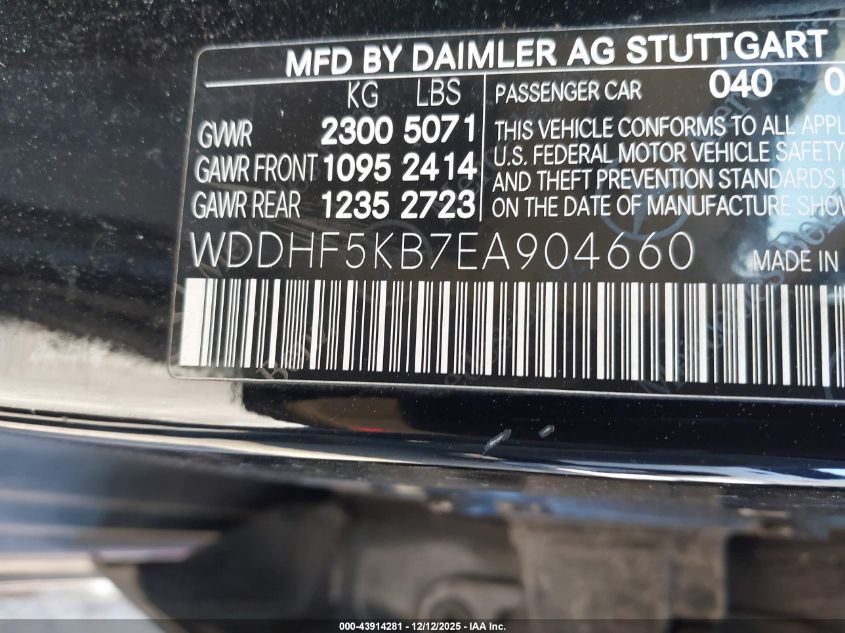 MFD BY DAIMLER AG STUTTGART
KG LBS
GVWR 2300 5071
GAWR FRONT 1095 2414
GAWR REAR 1235 2723
PASSENGER CAR 040 0
THIS VEHICLE CONFORMS TO ALL APPL
U.S. FEDERAL MOTOR VEHICLE SAFETY
AND THEFT PREVENTION STANDARDS
ON THE DATE OF MANUFACTURE SHOW
WDDHF5KB7EA904660 MADE IN
000-43914281 - 12/12/2025 - IAA Inc.